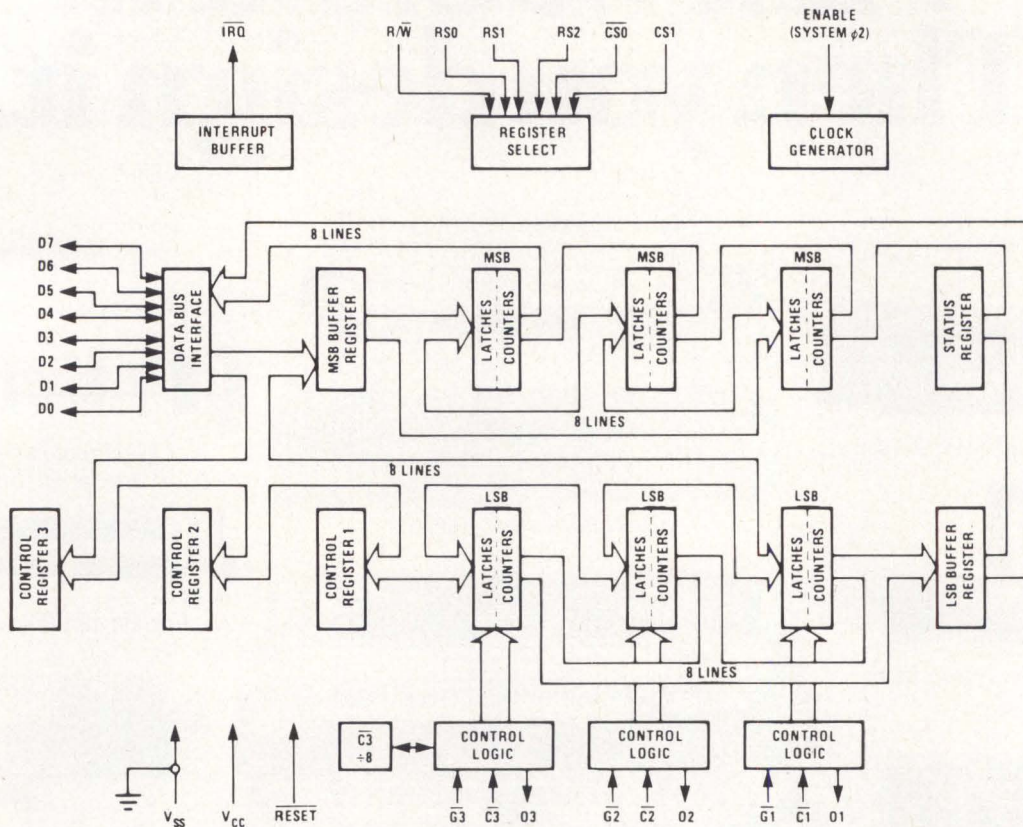 IRQ
R/W RS0 RS1 RS2 CS0 CS1
ENABLE
(SYSTEM ϕ2)
INTERRUPT
BUFFER
REGISTER
SELECT
CLOCK
GENERATOR
8 LINES
D7
D6
D5
D4
D3
D2
D1
D0
DATA BUS
INTERFACE
MSB BUFFER
REGISTER
MSB
LATCHES
COUNTERS
MSB
LATCHES
COUNTERS
MSB
LATCHES
COUNTERS
STATUS
REGISTER
8 LINES
8 LINES
CONTROL
REGISTER 3
CONTROL
REGISTER 2
CONTROL
REGISTER 1
LSB
LATCHES
COUNTERS
LSB
LATCHES
COUNTERS
LSB
LATCHES
COUNTERS
LSB BUFFER
REGISTER
8 LINES
C3
÷8
CONTROL
LOGIC
CONTROL
LOGIC
CONTROL
LOGIC
VSS VCC RESET
G3 C3 O3
G2 C2 O2
G1 C1 O1